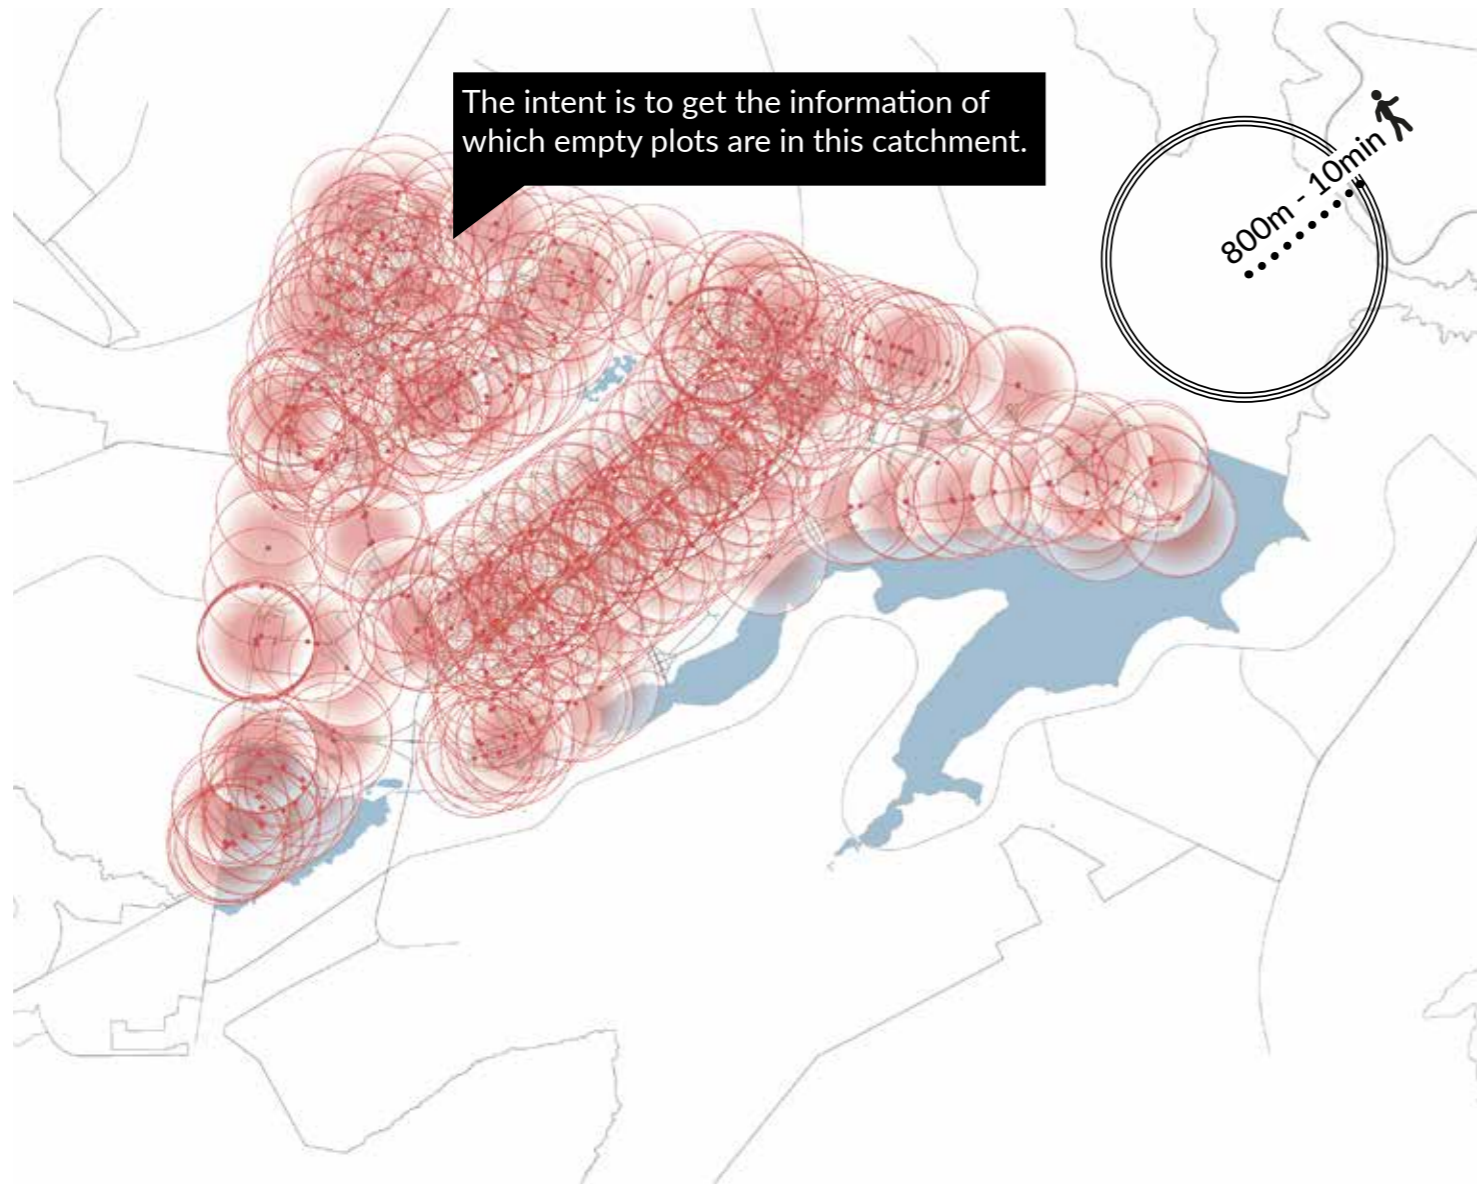 The intent is to get the information of
which empty plots are in this catchment.
800m - 10min